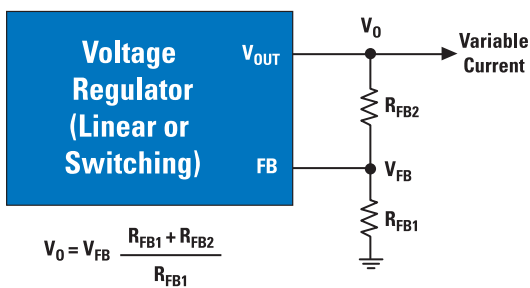 Voltage
Regulator
(Linear or
Switching)
VOUT
FB
VO
Variable
Current
RFB2
VFB
RFB1
VO = VFB (RFB1 + RFB2) / RFB1